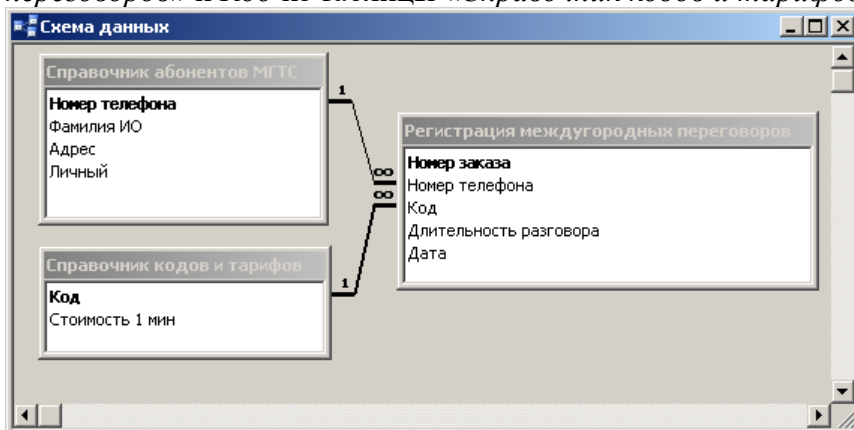 Схема данных
Справочник абонентов МГТС
Номер телефона
Фамилия ИО
Адрес
Личный
1
Регистрация междугородных переговоров
Номер заказа
Номер телефона
Код
Длительность разговора
Дата
∞
∞
Справочник кодов и тарифов
Код
Стоимость 1 мин
1